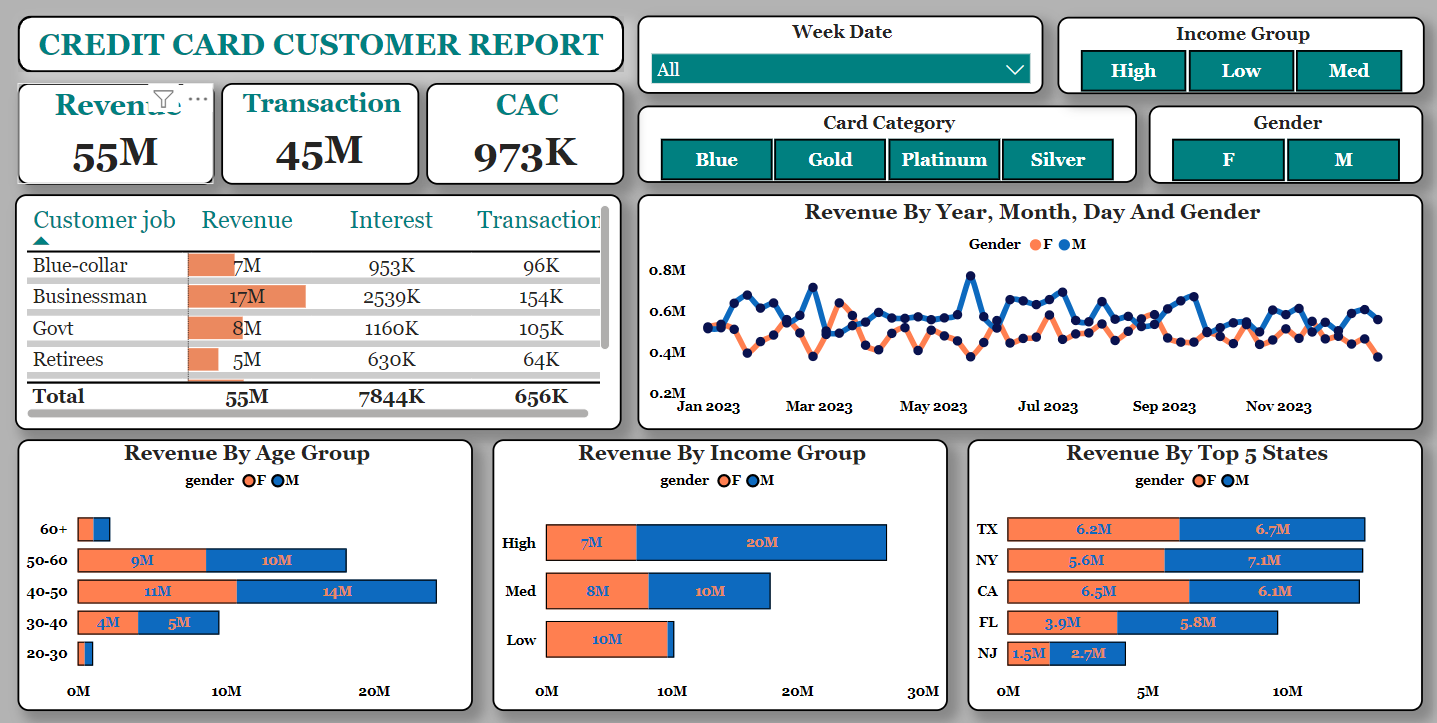 CREDIT CARD CUSTOMER REPORT
Week Date
All
Income Group
High Low Med
Revenue
55M
Transaction
45M
CAC
973K
Card Category
Blue Gold Platinum Silver
Gender
F M
Customer job Revenue Interest Transaction
Blue-collar 7M 953K 96K
Businessman 17M 2539K 154K
Govt 8M 1160K 105K
Retirees 5M 630K 64K
Total 55M 7844K 656K
Revenue By Year, Month, Day And Gender
Gender F M
0.8M
0.6M
0.4M
0.2M
Jan 2023 Mar 2023 May 2023 Jul 2023 Sep 2023 Nov 2023
Revenue By Age Group
gender F M
60+
50-60 9M 10M
40-50 11M 14M
30-40 4M 5M
20-30
0M 10M 20M
Revenue By Income Group
gender F M
High 7M 20M
Med 8M 10M
Low 10M
0M 10M 20M 30M
Revenue By Top 5 States
gender F M
TX 6.2M 6.7M
NY 5.6M 7.1M
CA 6.5M 6.1M
FL 3.9M 5.8M
NJ 1.5M 2.7M
0M 5M 10M